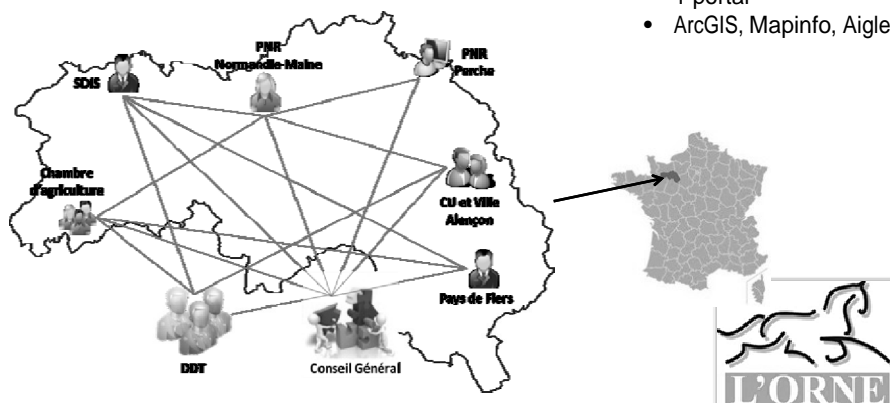 1 portal
• ArcGIS, Mapinfo, Aigle
PNR
Normandie-Maine
PNR
Perche
SDIS
Chambre
d'agriculture
CU et Ville
Alençon
Pays de Flers
DDT
Conseil Général
L'ORNE